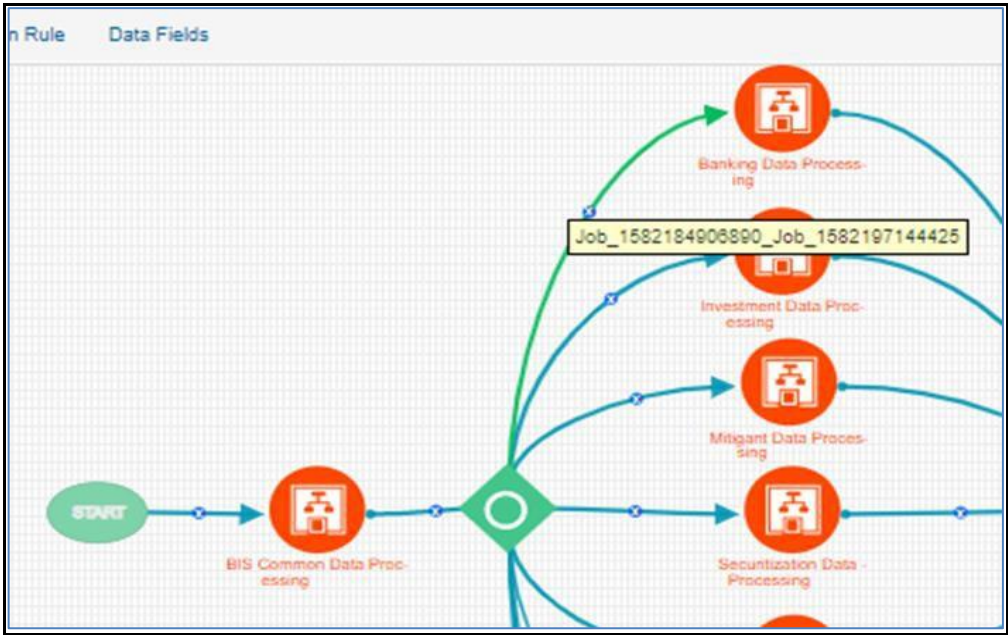 n Rule Data Fields
Banking Data Process-
ing
Job_1582184906890_Job_1582197144425
Investment Data Proc-
essing
Mitigant Data Proces-
sing
START
BIS Common Data Proc-
essing
Securitization Data -
Processing